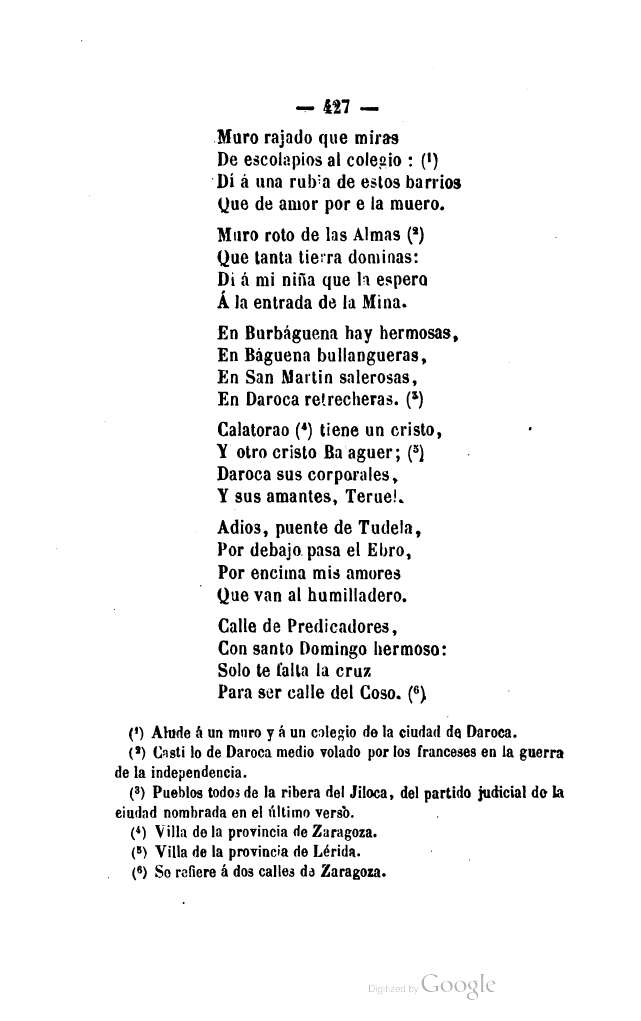 — 427 —
Muro rajado que miras
De escolapios al colegio : (¹)
Di á una rubia de estos barrios
Que de amor por e la muero.
Muro roto de las Almas (²)
Que tanta tierra dominas:
Di á mi niña que la espero
Á la entrada de la Mina.
En Burbáguena hay hermosas,
En Báguena bullangueras,
En San Martin salerosas,
En Daroca retrecheras. (³)
Calatorao (⁴) tiene un cristo,
Y otro cristo Ba aguer; (⁵)
Daroca sus corporales,
Y sus amantes, Teruel.
Adios, puente de Tudela,
Por debajo pasa el Ebro,
Por encima mis amores
Que van al humilladero.
Calle de Predicadores,
Con santo Domingo hermoso:
Solo te falta la cruz
Para ser calle del Coso. (⁶)
(¹) Alude á un muro y á un colegio de la ciudad de Daroca.
(²) Casti lo de Daroca medio volado por los franceses en la guerra
de la independencia.
(³) Pueblos todos de la ribera del Jiloca, del partido judicial de la
ciudad nombrada en el último verso.
(⁴) Villa de la provincia de Zaragoza.
(⁵) Villa de la provincia de Lérida.
(⁶) Se refiere á dos calles de Zaragoza.
Digitized by Google